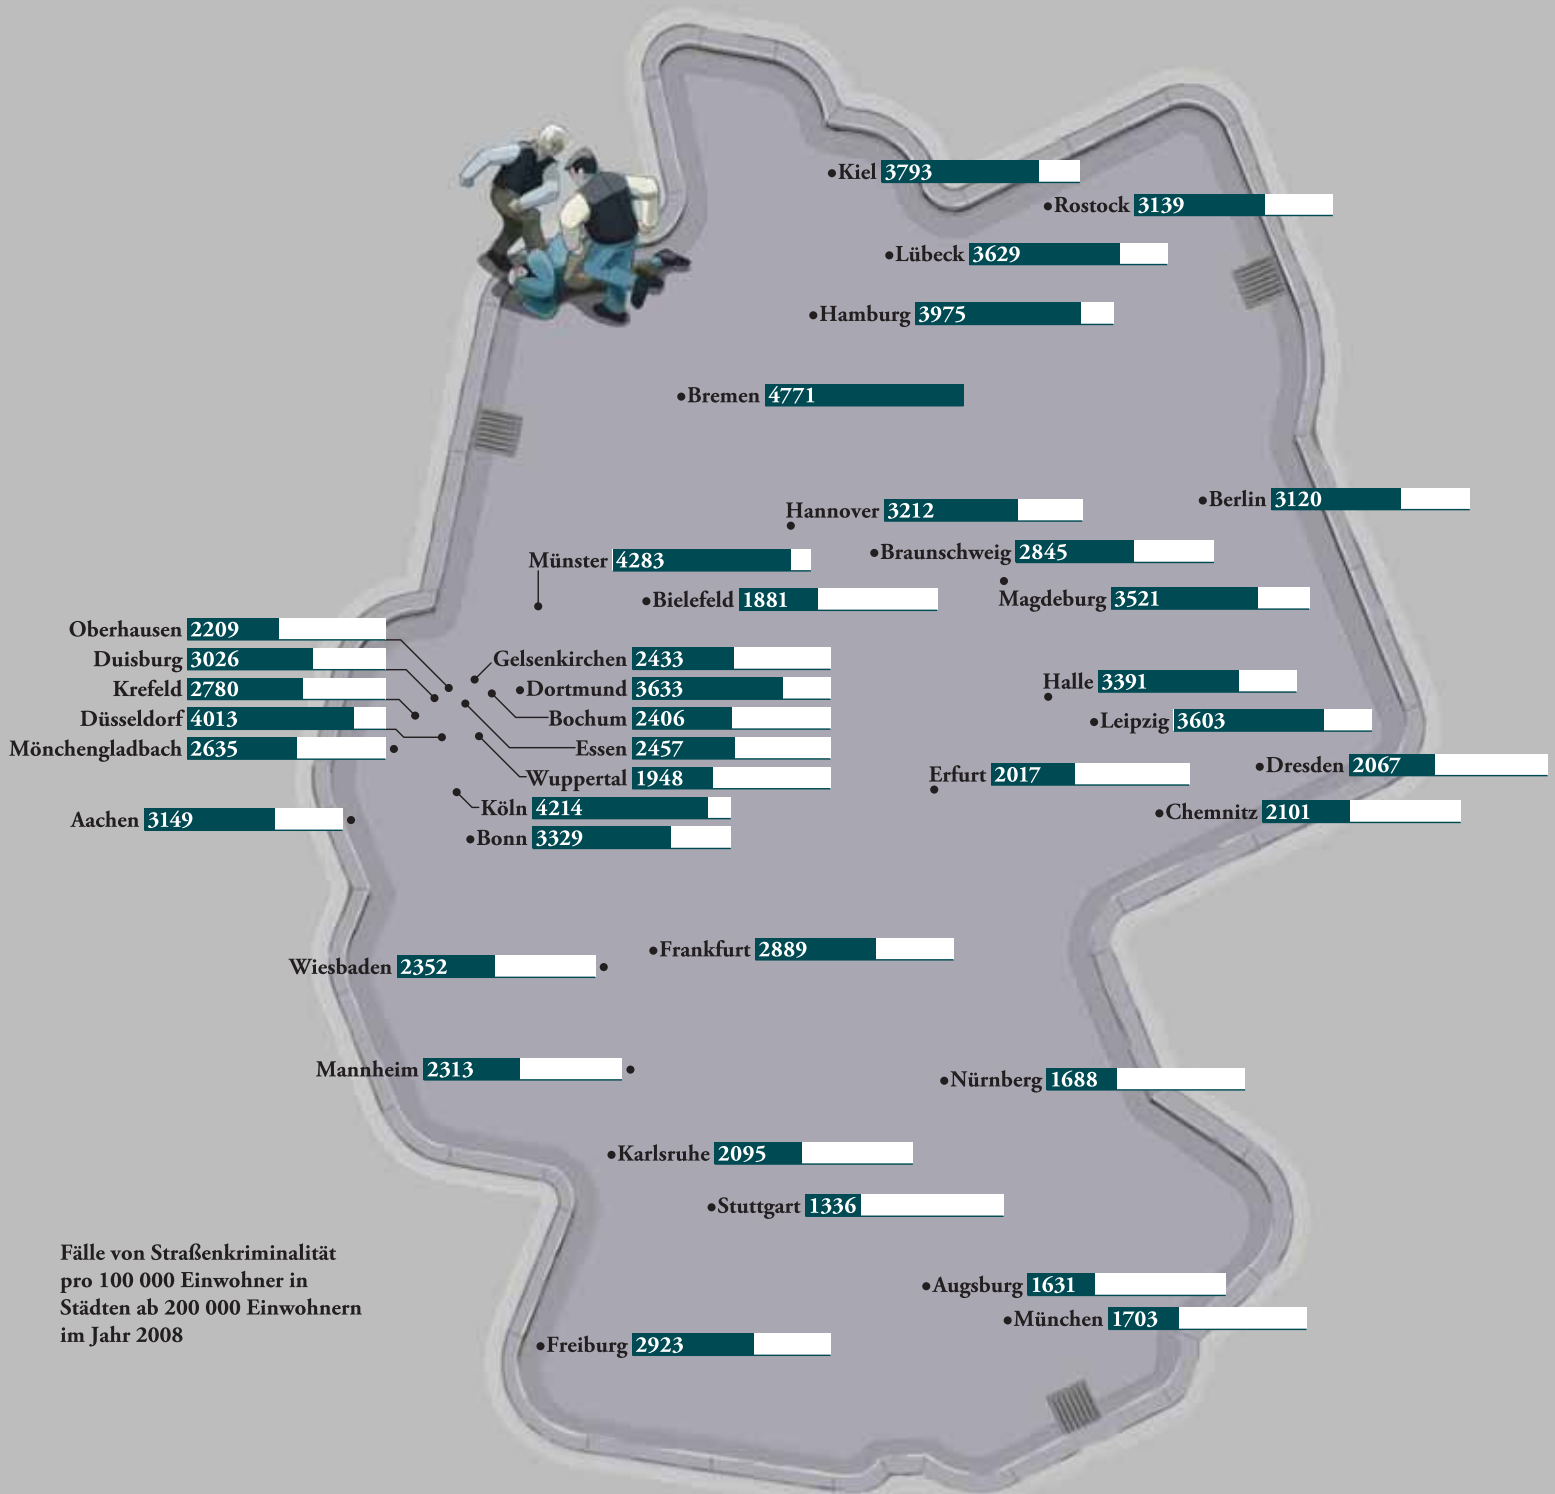 Kiel 3793
Rostock 3139
Lübeck 3629
Hamburg 3975
Bremen 4771
Berlin 3120
Hannover 3212
Braunschweig 2845
Münster 4283
Bielefeld 1881
Magdeburg 3521
Oberhausen 2209
Duisburg 3026
Krefeld 2780
Düsseldorf 4013
Mönchengladbach 2635
Aachen 3149
Gelsenkirchen 2433
Dortmund 3633
Bochum 2406
Essen 2457
Wuppertal 1948
Köln 4214
Bonn 3329
Halle 3391
Leipzig 3603
Dresden 2067
Erfurt 2017
Chemnitz 2101
Frankfurt 2889
Wiesbaden 2352
Mannheim 2313
Nürnberg 1688
Karlsruhe 2095
Stuttgart 1336
Augsburg 1631
München 1703
Freiburg 2923
Fälle von Straßenkriminalität
pro 100 000 Einwohner in
Städten ab 200 000 Einwohnern
im Jahr 2008